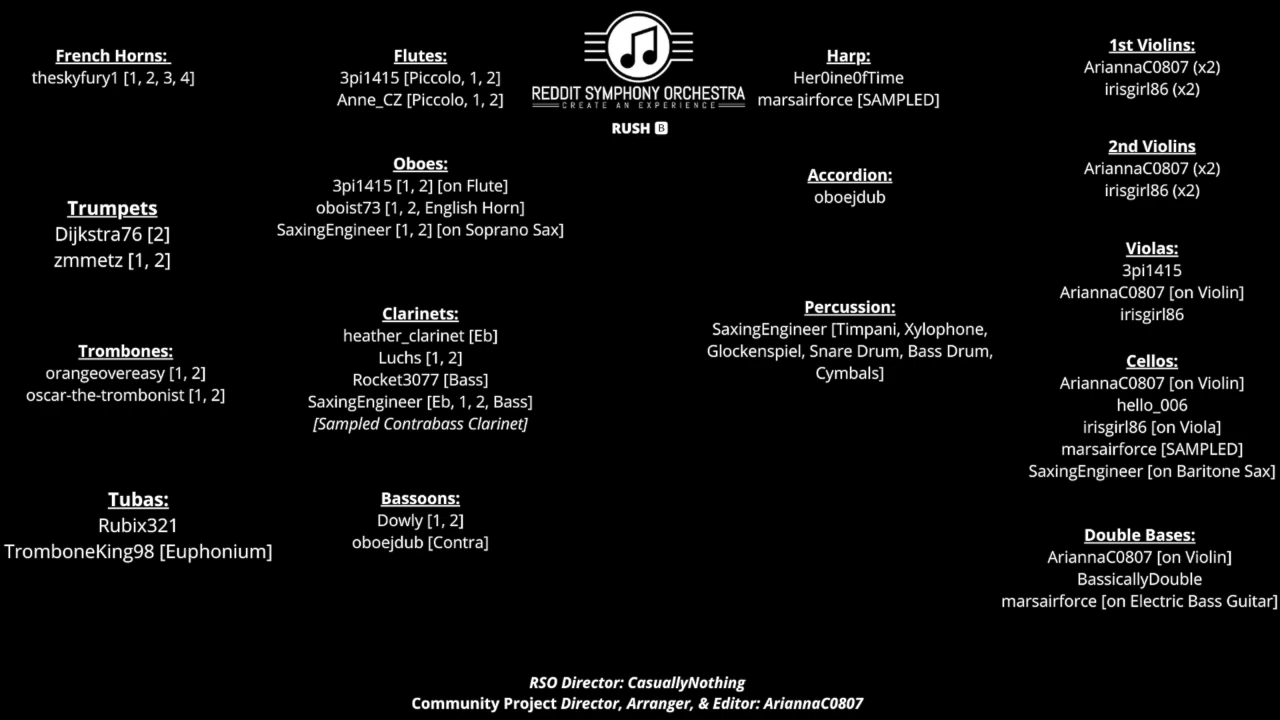 French Horns:
theskyfury1 [1, 2, 3, 4]
Trumpets
Dijkstra76 [2]
zmmetz [1, 2]
Trombones:
orangeovereasy [1, 2]
oscar-the-trombonist [1, 2]
Tubas:
Rubix321
TromboneKing98 [Euphonium]
Flutes:
3pi1415 [Piccolo, 1, 2]
Anne_CZ [Piccolo, 1, 2]
Oboes:
3pi1415 [1, 2] [on Flute]
oboist73 [1, 2, English Horn]
SaxingEngineer [1, 2] [on Soprano Sax]
Clarinets:
heather_clarinet [Eb]
Luchs [1, 2]
Rocket3077 [Bass]
SaxingEngineer [Eb, 1, 2, Bass]
[Sampled Contrabass Clarinet]
Bassoons:
Dowly [1, 2]
oboejdub [Contra]
REDDIT SYMPHONY ORCHESTRA
CREATE AN EXPERIENCE
RUSH 🅱
Harp:
Her0ine0fTime
marsairforce [SAMPLED]
Accordion:
oboejdub
Percussion:
SaxingEngineer [Timpani, Xylophone,
Glockenspiel, Snare Drum, Bass Drum,
Cymbals]
1st Violins:
AriannaC0807 (x2)
irisgirl86 (x2)
2nd Violins
AriannaC0807 (x2)
irisgirl86 (x2)
Violas:
3pi1415
AriannaC0807 [on Violin]
irisgirl86
Cellos:
AriannaC0807 [on Violin]
hello_006
irisgirl86 [on Viola]
marsairforce [SAMPLED]
SaxingEngineer [on Baritone Sax]
Double Bases:
AriannaC0807 [on Violin]
BassicallyDouble
marsairforce [on Electric Bass Guitar]
RSO Director: CasuallyNothing
Community Project Director, Arranger, & Editor: AriannaC0807